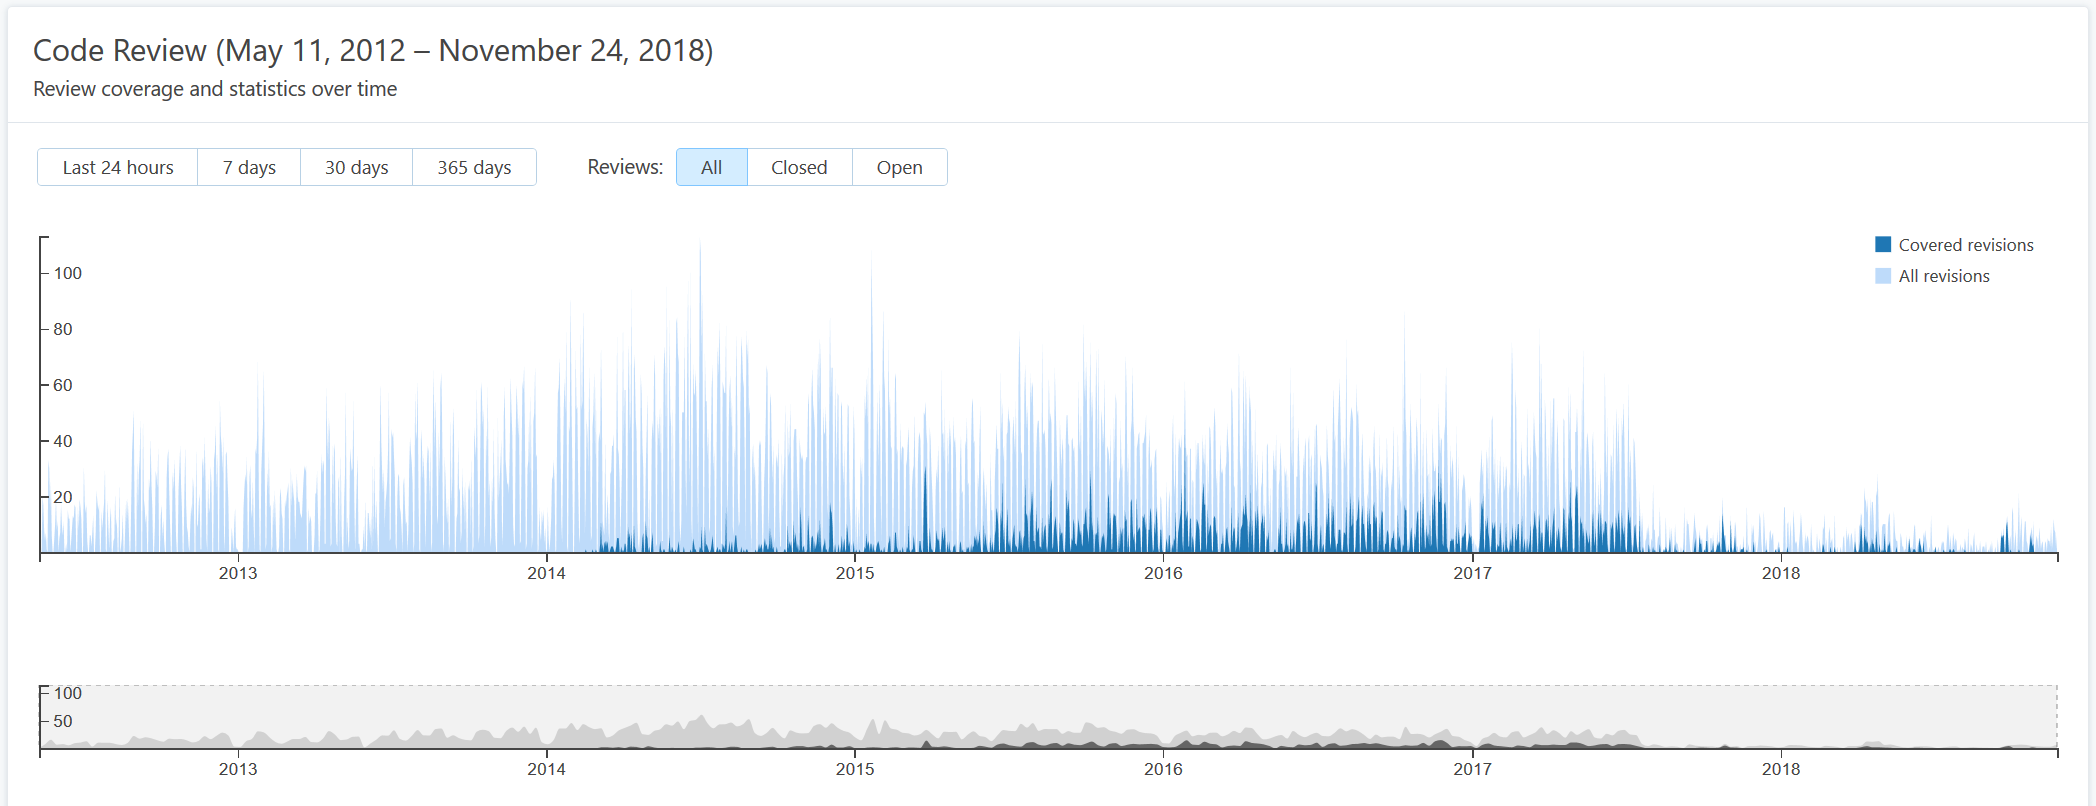 Code Review (May 11, 2012 – November 24, 2018)
Review coverage and statistics over time
Last 24 hours 7 days 30 days 365 days Reviews: All Closed Open
Covered revisions
All revisions
100
80
60
40
20
2013 2014 2015 2016 2017 2018
100
50
2013 2014 2015 2016 2017 2018